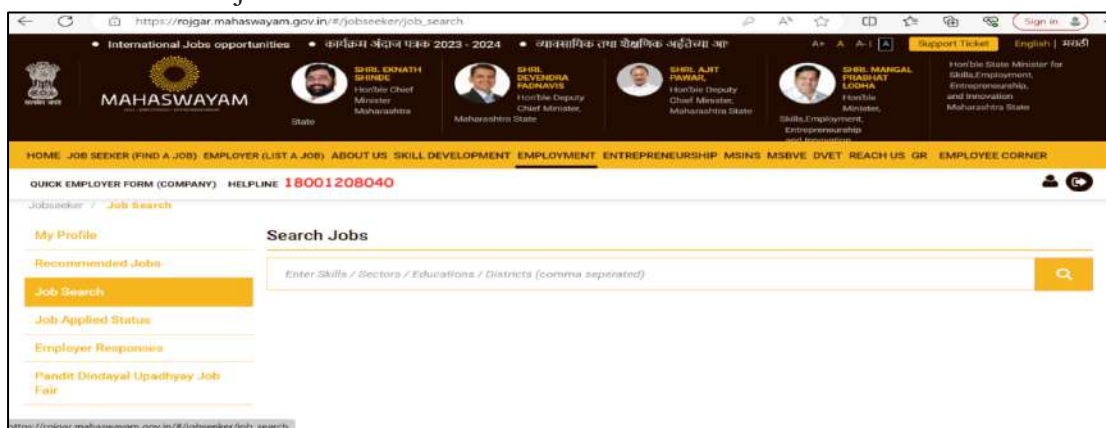 https://rojgar.mahaswayam.gov.in/#/jobseeker/job_search
Sign in
International Jobs opportunities • कार्यक्रम अंदाज पत्रक 2023 - 2024 • व्यावसायिक तथा शैक्षणिक
A+ A A-| A Support Ticket English | मराठी
MAHASWAYAM
SHRI. EKNATH SHINDE
Hon'ble Chief Minister Maharashtra State
SHRI. DEVENDRA FADNAVIS
Hon'ble Deputy Chief Minister, Maharashtra State
SHRI. AJIT PAWAR,
Hon'ble Deputy Chief Minister, Maharashtra State
SHRI. MANGAL PRABHAT LODHA
Hon'ble Minister, Skills,Employment, Entrepreneurship and Innovation
Hon'ble State Minister for
Skills,Employment,
Entrepreneurship,
and Innovation
Maharashtra State
HOME JOB SEEKER (FIND A JOB) EMPLOYER (LIST A JOB) ABOUT US SKILL DEVELOPMENT EMPLOYMENT ENTREPRENEURSHIP MSINS MSBVE DVET REACH US GR EMPLOYEE CORNER
QUICK EMPLOYER FORM (COMPANY) HELPLINE 18001208040
Jobseeker / Job Search
My Profile
Recommended Jobs
Job Search
Job Applied Status
Employer Responses
Pandit Dindayal Upadhyay Job
Fair
Search Jobs
Enter Skills / Sectors / Educations / Districts (comma seperated)
https://rojgar.mahaswayam.gov.in/#/jobseeker/job_search